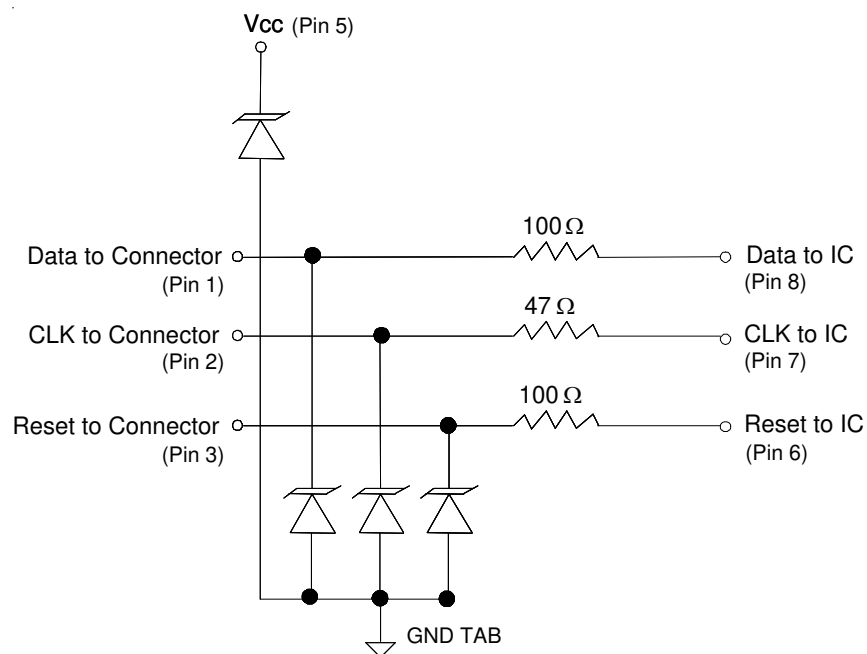 Vcc (Pin 5)
100 Ω
Data to Connector
(Pin 1)
Data to IC
(Pin 8)
47 Ω
CLK to Connector
(Pin 2)
CLK to IC
(Pin 7)
100 Ω
Reset to Connector
(Pin 3)
Reset to IC
(Pin 6)
GND TAB